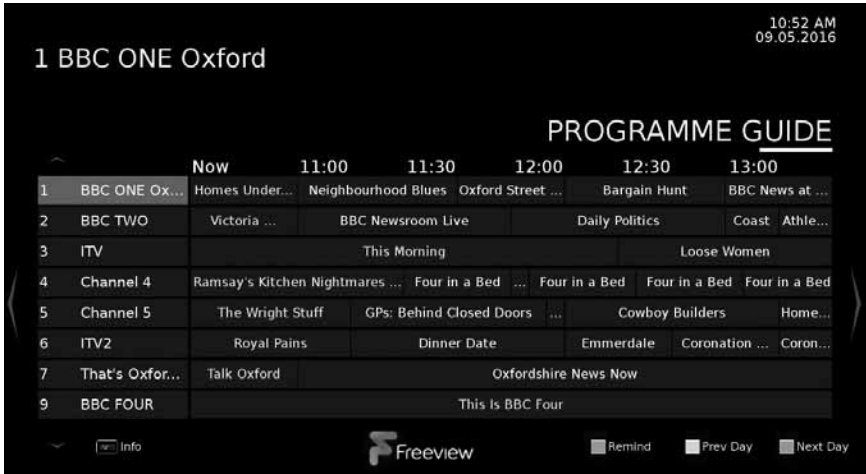 10:52 AM
09.05.2016
1 BBC ONE Oxford
PROGRAMME GUIDE
Now 11:00 11:30 12:00 12:30 13:00
1 BBC ONE Ox... Homes Under... Neighbourhood Blues Oxford Street ... Bargain Hunt BBC News at ...
2 BBC TWO Victoria ... BBC Newsroom Live Daily Politics Coast Athle...
3 ITV This Morning Loose Women
4 Channel 4 Ramsay's Kitchen Nightmares ... Four in a Bed ... Four in a Bed Four in a Bed Four in a Bed
5 Channel 5 The Wright Stuff GPs: Behind Closed Doors ... Cowboy Builders Home...
6 ITV2 Royal Pains Dinner Date Emmerdale Coronation ... Coron...
7 That's Oxfor... Talk Oxford Oxfordshire News Now
9 BBC FOUR This Is BBC Four
Info Freeview Remind Prev Day Next Day